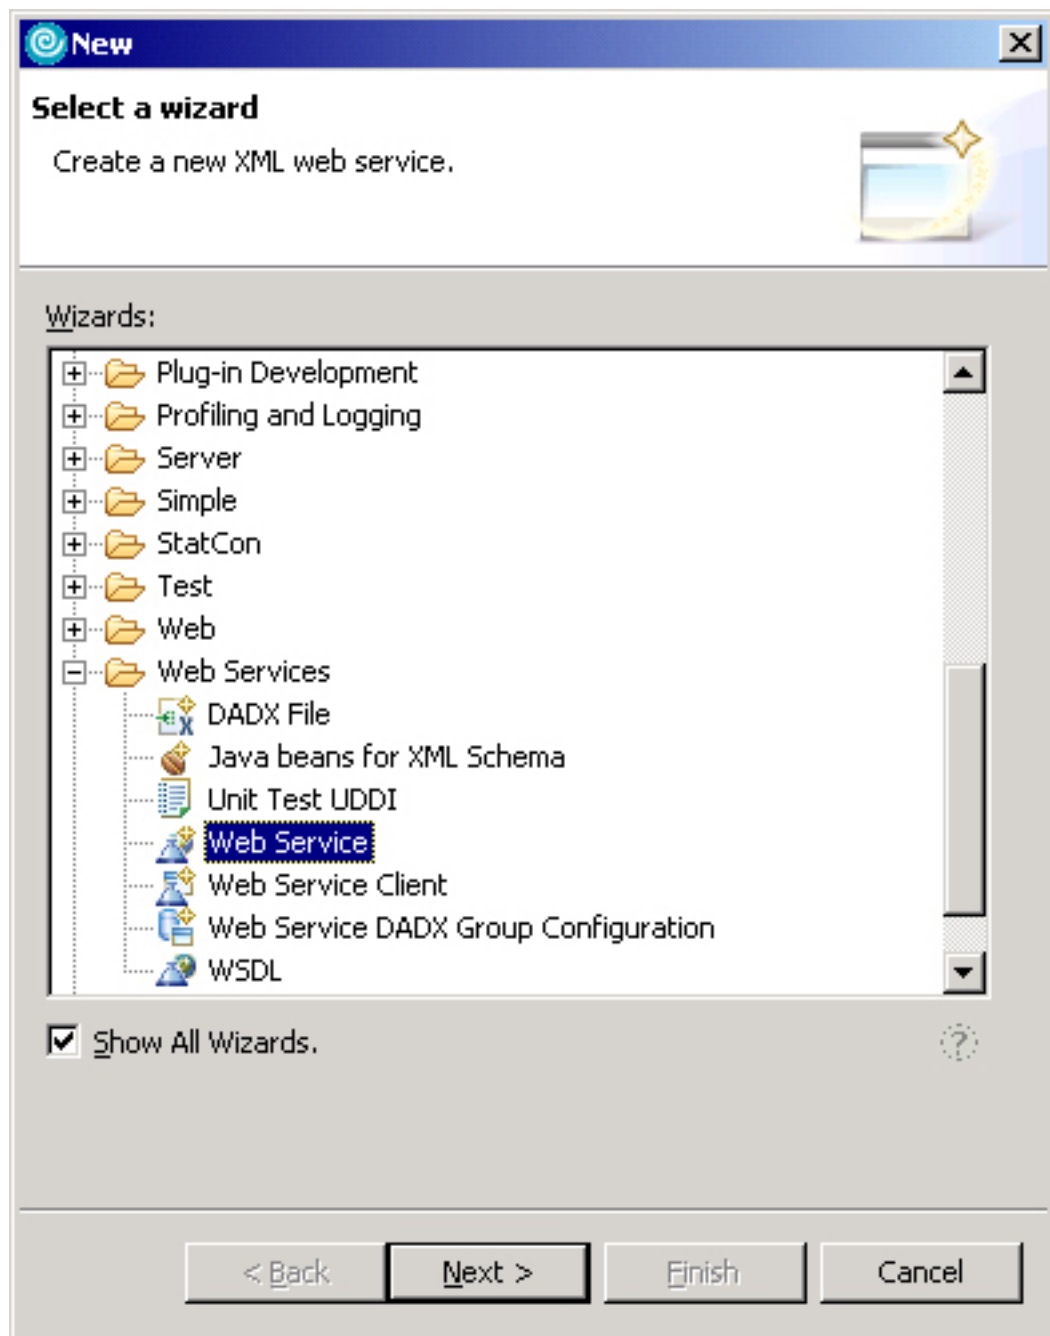 New
Select a wizard
Create a new XML web service.
Wizards:
Plug-in Development
Profiling and Logging
Server
Simple
StatCon
Test
Web
Web Services
DADX File
Java beans for XML Schema
Unit Test UDDI
Web Service
Web Service Client
Web Service DADX Group Configuration
WSDL
Show All Wizards.
?
< Back Next > Finish Cancel